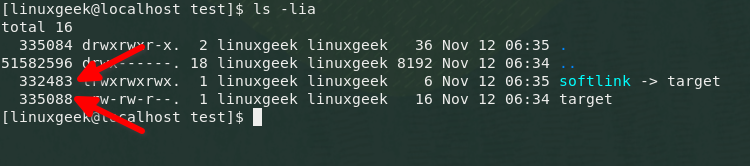 [linuxgeek@localhost test]$ ls -lia
total 16
335084 drwxrwxr-x. 2 linuxgeek linuxgeek 36 Nov 12 06:35 .
51582596 drwx------. 18 linuxgeek linuxgeek 8192 Nov 12 06:34 ..
332483 lrwxrwxrwx. 1 linuxgeek linuxgeek 6 Nov 12 06:35 softlink -> target
335088 -rw-rw-r--. 1 linuxgeek linuxgeek 16 Nov 12 06:34 target
[linuxgeek@localhost test]$